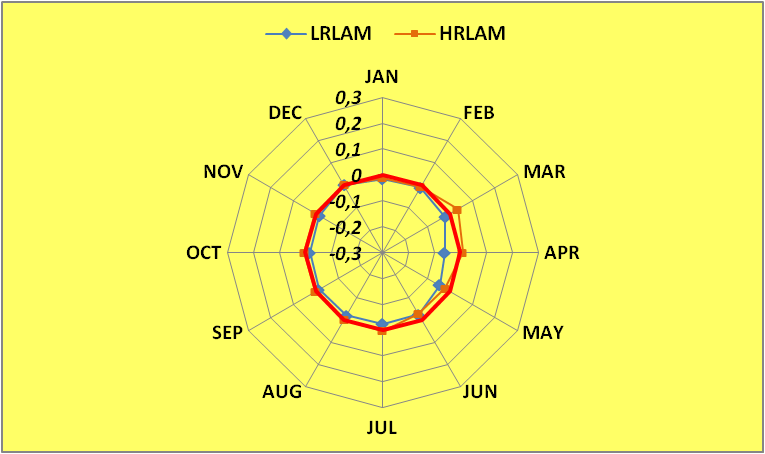 LRLAM HRLAM
JAN
0,3
DEC FEB
0,2
0,1
NOV MAR
0
-0,1
-0,2
OCT APR
-0,3
SEP MAY
AUG JUN
JUL